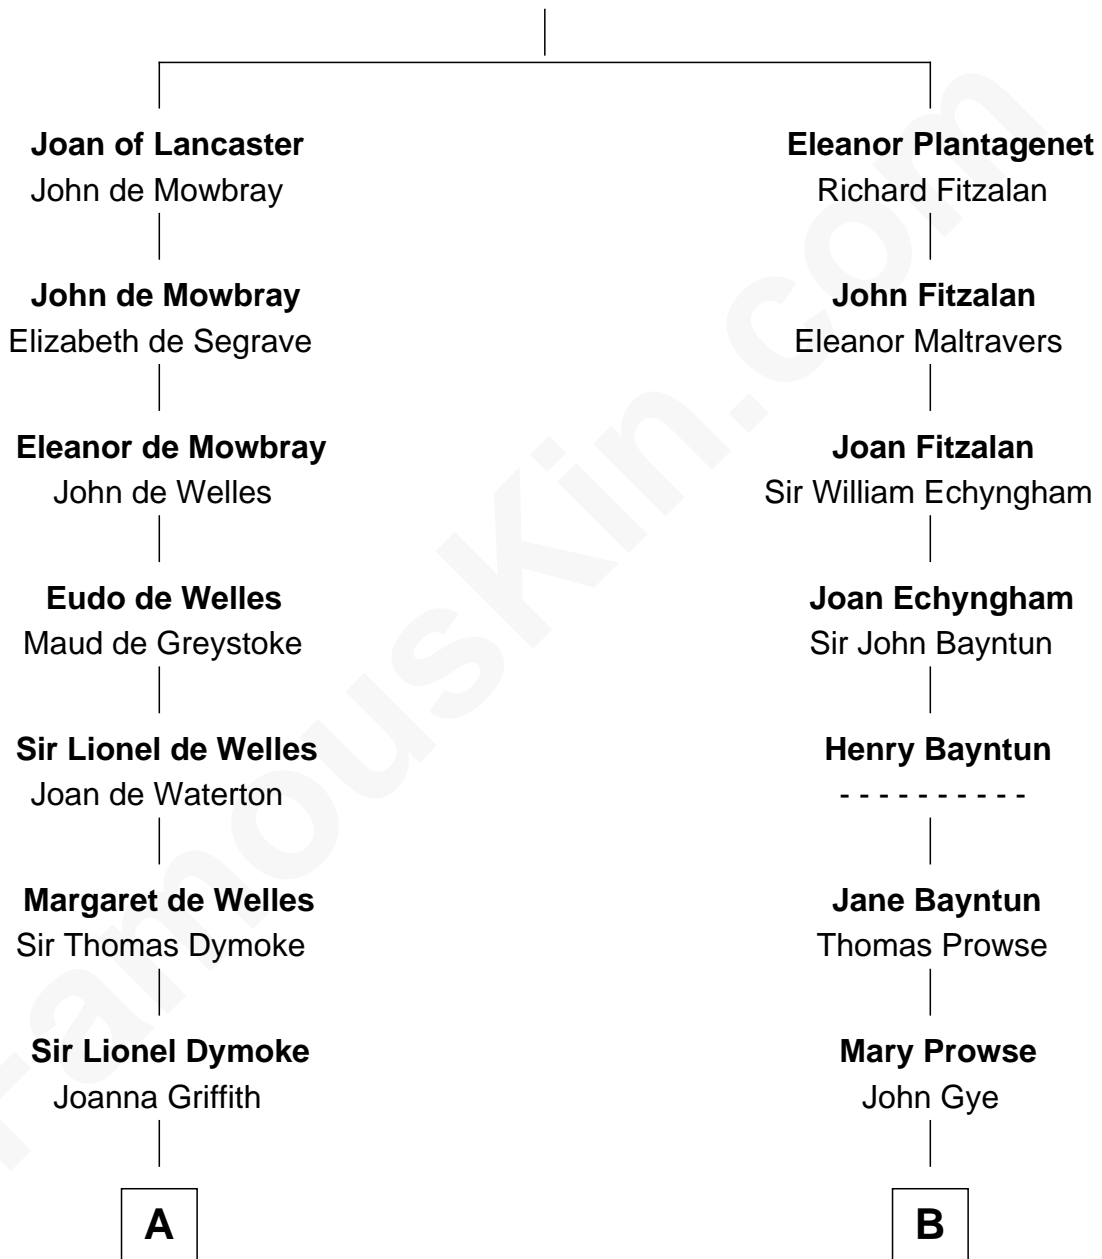 Joan of Lancaster
John de Mowbray
John de Mowbray
Elizabeth de Segrave
Eleanor de Mowbray
John de Welles
Eudo de Welles
Maud de Greystoke
Sir Lionel de Welles
Joan de Waterton
Margaret de Welles
Sir Thomas Dymoke
Sir Lionel Dymoke
Joanna Griffith
A
Eleanor Plantagenet
Richard Fitzalan
John Fitzalan
Eleanor Maltravers
Joan Fitzalan
Sir William Echyngham
Joan Echyngham
Sir John Bayntun
Henry Bayntun
- - - - - - - - - -
Jane Bayntun
Thomas Prowse
Mary Prowse
John Gye
B
FamousKin.com